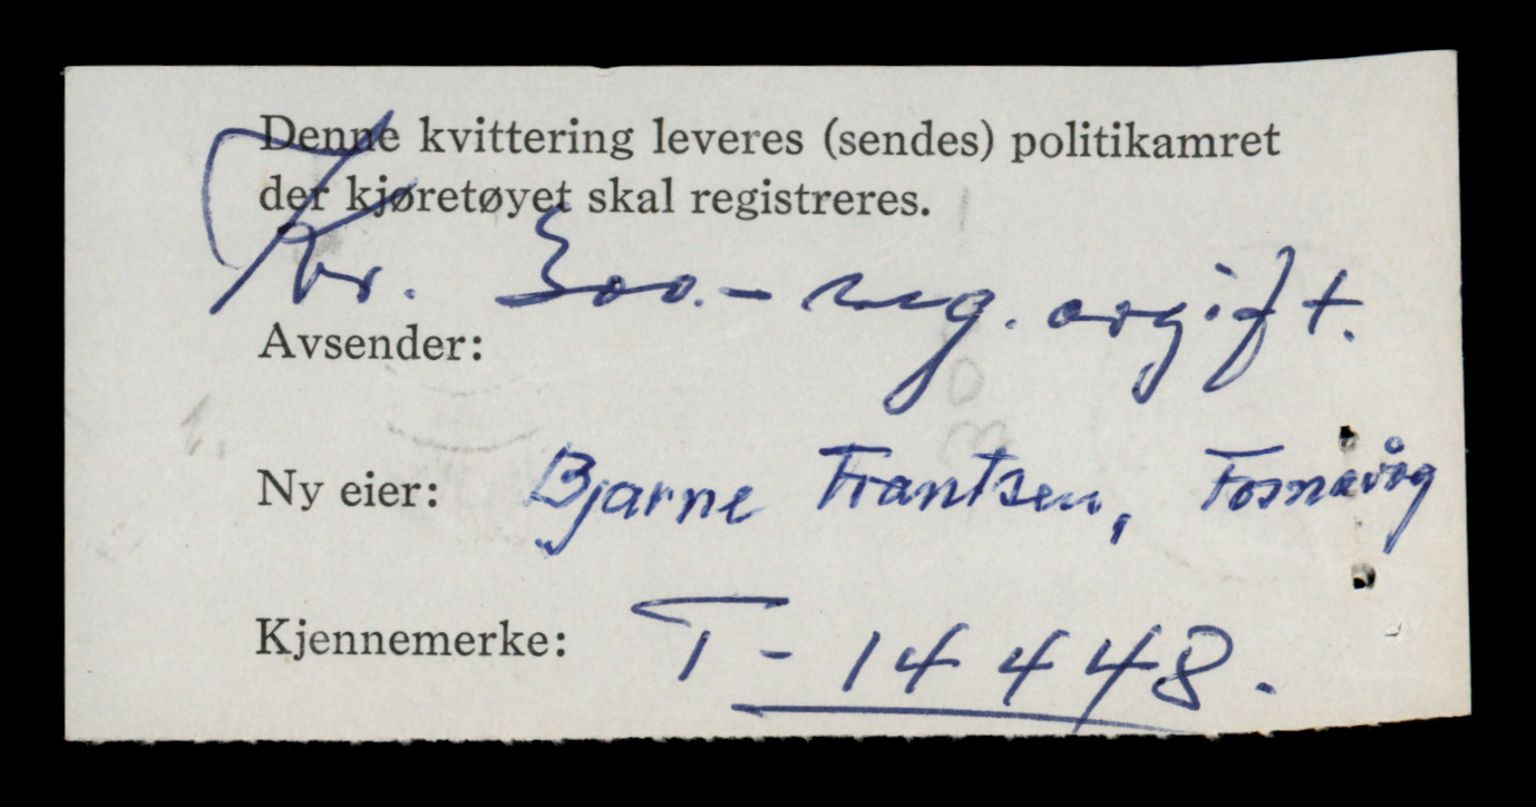 Denne kvittering leveres (sendes) politikamret
der kjøretøyet skal registreres.
Kr. 300.- reg. avgift.
Avsender:
Ny eier: Bjarne Frantsen, Fosnavåg
Kjennemerke: T - 14448.